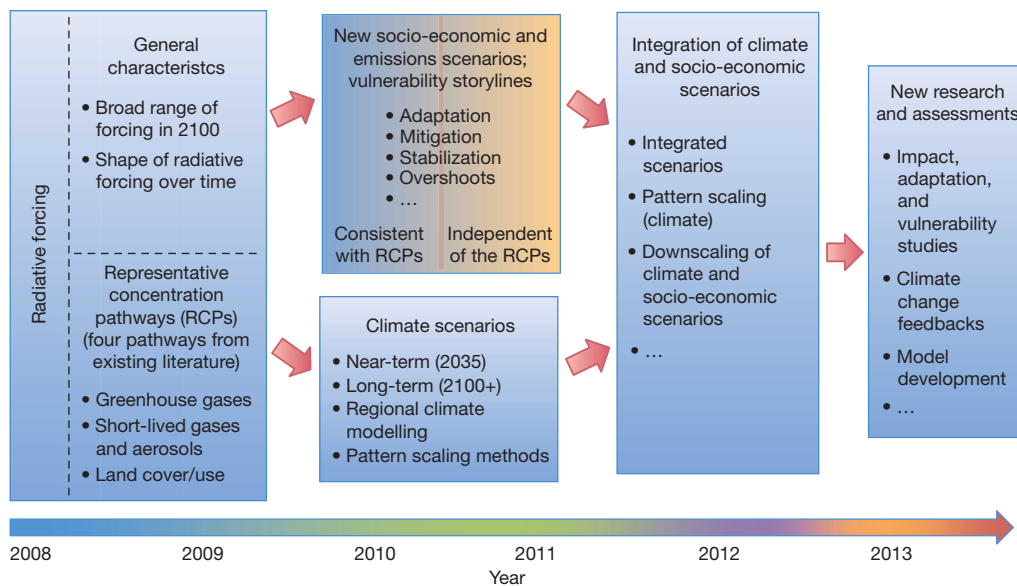 Radiative forcing
General
characteristcs
• Broad range of
forcing in 2100
• Shape of radiative
forcing over time
Representative
concentration
pathways (RCPs)
(four pathways from
existing literature)
• Greenhouse gases
• Short-lived gases
and aerosols
• Land cover/use
New socio-economic and
emissions scenarios;
vulnerability storylines
• Adaptation
• Mitigation
• Stabilization
• Overshoots
• …
Consistent
with RCPs
Independent
of the RCPs
Climate scenarios
• Near-term (2035)
• Long-term (2100+)
• Regional climate
modelling
• Pattern scaling methods
Integration of climate
and socio-economic
scenarios
• Integrated
scenarios
• Pattern scaling
(climate)
• Downscaling of
climate and
socio-economic
scenarios
• …
New research
and assessments
• Impact,
adaptation,
and
vulnerability
studies
• Climate
change
feedbacks
• Model
development
• …
2008 2009 2010 2011 2012 2013
Year